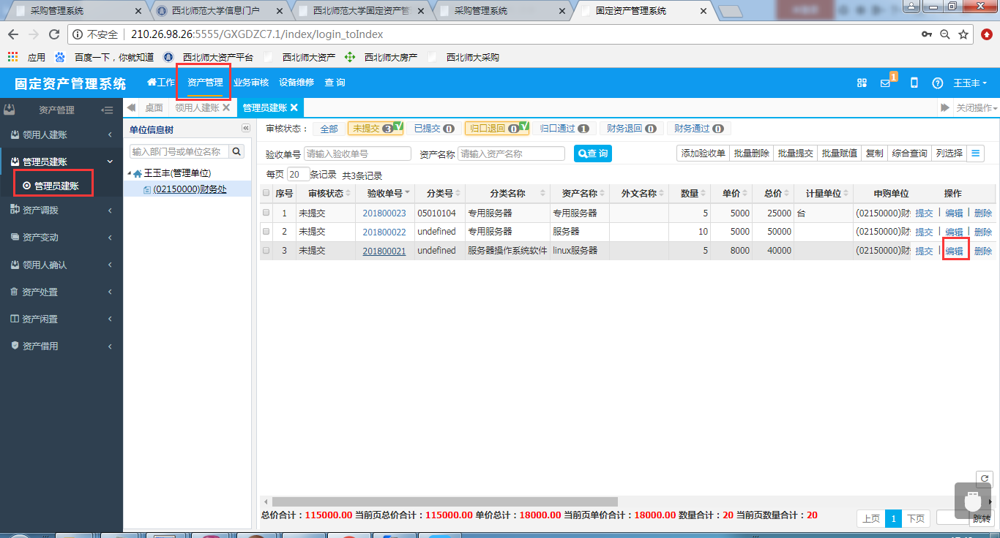 采购管理系统 西北师范大学信息门户 西北师范大学固定资产管 采购管理系统 固定资产管理系统
不安全 210.26.98.26:5555/GXGDZC7.1/index/login_toIndex
应用 百度一下，你就知道 西北师大资产平台 西北师大资产 西北师大房产 西北师大采购
固定资产管理系统 工作 资产管理 业务审核 设备维修 查 询 1 王玉丰
资产管理 桌面 领用人建账 管理员建账 关闭操作
领用人建账
管理员建账
管理员建账
资产调拨
资产变动
领用人确认
资产处置
资产闲置
资产借用
单位信息树
输入部门号或单位名称
王玉丰(管理单位)
(02150000)财务处
审核状态： 全部 未提交 3 已提交 0 归口退回 0 归口通过 1 财务退回 0 财务通过 0
验收单号 请输入验收单号 资产名称 请输入资产名称 查 询 添加验收单 批量删除 批量提交 批量赋值 复制 综合查询 列选择
每页 20 条记录 共3条记录
序号 审核状态 验收单号 分类号 分类名称 资产名称 外文名称 数量 单价 总价 计量单位 申购单位 操作
1 未提交 201800023 05010104 专用服务器 专用服务器 5 5000 25000 台 (02150000)财 提交 | 编辑 | 删除
2 未提交 201800022 undefined 专用服务器 服务器 10 5000 50000 (02150000)财 提交 | 编辑 | 删除
3 未提交 201800021 undefined 服务器操作系统软件 linux服务器 5 8000 40000 (02150000)财 提交 | 编辑 | 删除
总价合计：115000.00 当前页总价合计：115000.00 单价总计：18000.00 当前页单价合计：18000.00 数量合计：20 当前页数量合计：20
上页 1 下页 跳转